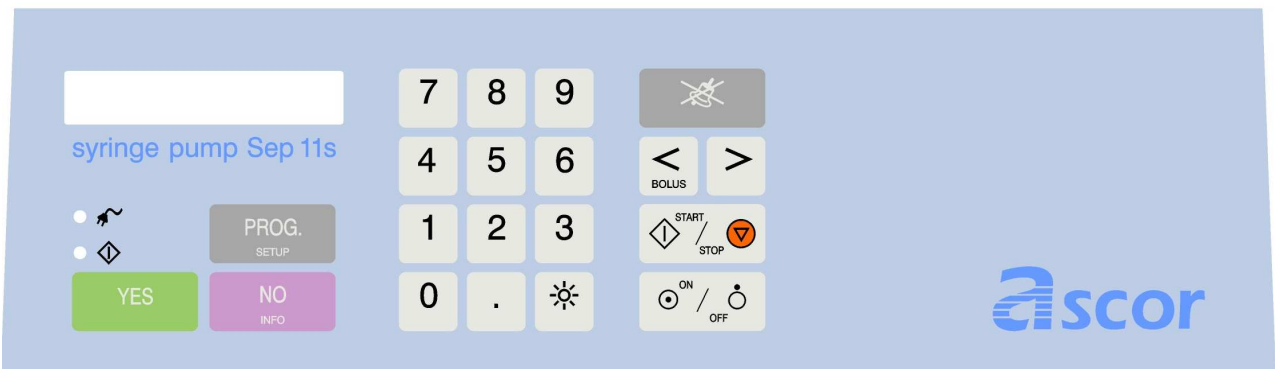 7 8 9
syringe pump Sep 11s
4 5 6 < >
BOLUS
PROG.
SETUP
1 2 3 START / STOP
YES
NO
INFO
0 . ON / OFF
ascor